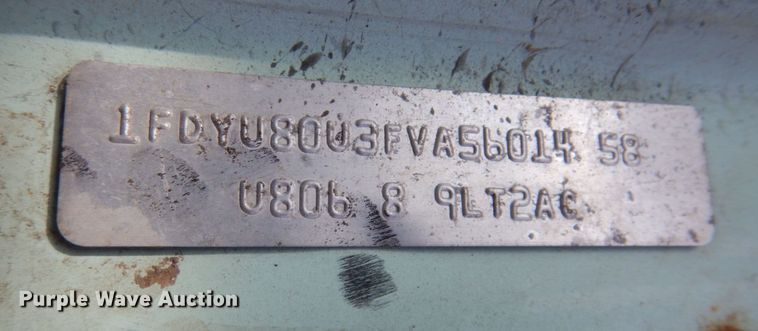 1FDYU80U3FVA56014 58
U806 8 9LT2AC
Purple Wave Auction